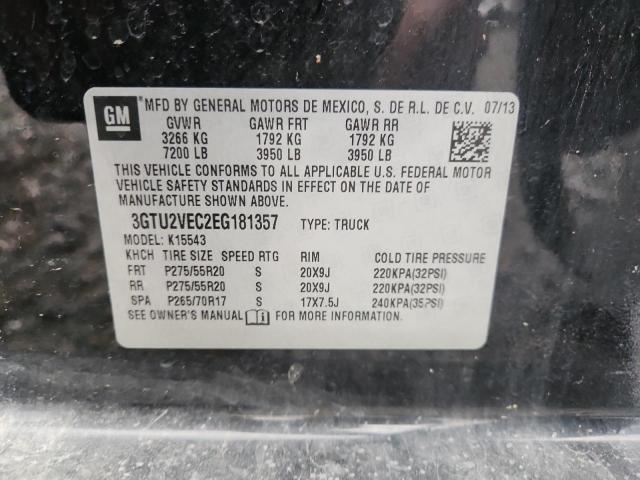 GM MFD BY GENERAL MOTORS DE MEXICO, S. DE R.L. DE C.V. 07/13
GVWR GAWR FRT GAWR RR
3266 KG 1792 KG 1792 KG
7200 LB 3950 LB 3950 LB
THIS VEHICLE CONFORMS TO ALL APPLICABLE U.S. FEDERAL MOTOR
VEHICLE SAFETY STANDARDS IN EFFECT ON THE DATE OF
MANUFACTURE SHOWN ABOVE.
3GTU2VEC2EG181357 TYPE: TRUCK
MODEL: K15543
KHCH TIRE SIZE SPEED RTG RIM COLD TIRE PRESSURE
FRT P275/55R20 S 20X9J 220KPA(32PSI)
RR P275/55R20 S 20X9J 220KPA(32PSI)
SPA P265/70R17 S 17X7.5J 240KPA(35PSI)
SEE OWNER'S MANUAL FOR MORE INFORMATION.